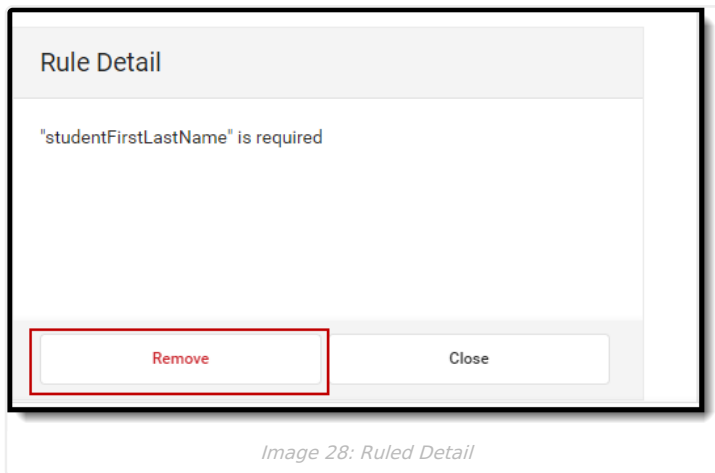 Rule Detail
"studentFirstLastName" is required
Remove
Close
Image 28: Ruled Detail